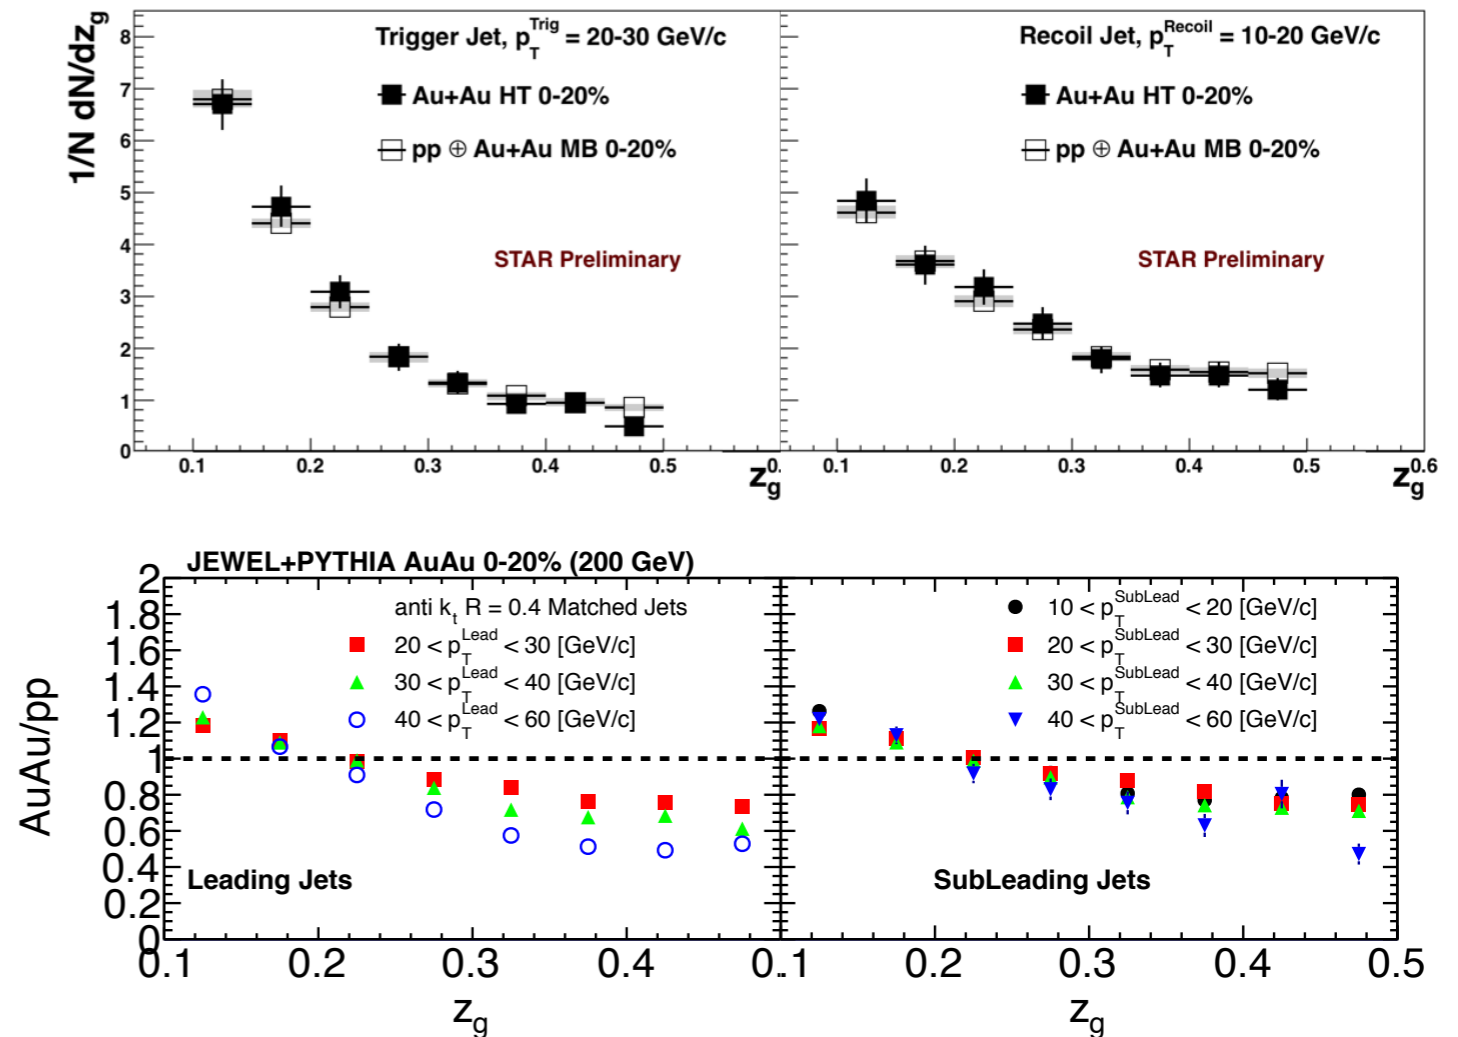 Trigger Jet, p_T^Trig = 20-30 GeV/c
Au+Au HT 0-20%
pp ⊕ Au+Au MB 0-20%
STAR Preliminary
1/N dN/dz_g
8
7
6
5
4
3
2
1
0
0.1 0.2 0.3 0.4 0.5 0.
z_g
Recoil Jet, p_T^Recoil = 10-20 GeV/c
Au+Au HT 0-20%
pp ⊕ Au+Au MB 0-20%
STAR Preliminary
0.1 0.2 0.3 0.4 0.5 0.6
z_g
JEWEL+PYTHIA AuAu 0-20% (200 GeV)
anti k_t R = 0.4 Matched Jets
20 < p_T^Lead < 30 [GeV/c]
30 < p_T^Lead < 40 [GeV/c]
40 < p_T^Lead < 60 [GeV/c]
Leading Jets
AuAu/pp
2
1.8
1.6
1.4
1.2
1
0.8
0.6
0.4
0.2
0
0.1 0.2 0.3 0.4
z_g
10 < p_T^SubLead < 20 [GeV/c]
20 < p_T^SubLead < 30 [GeV/c]
30 < p_T^SubLead < 40 [GeV/c]
40 < p_T^SubLead < 60 [GeV/c]
SubLeading Jets
0.1 0.2 0.3 0.4 0.5
z_g